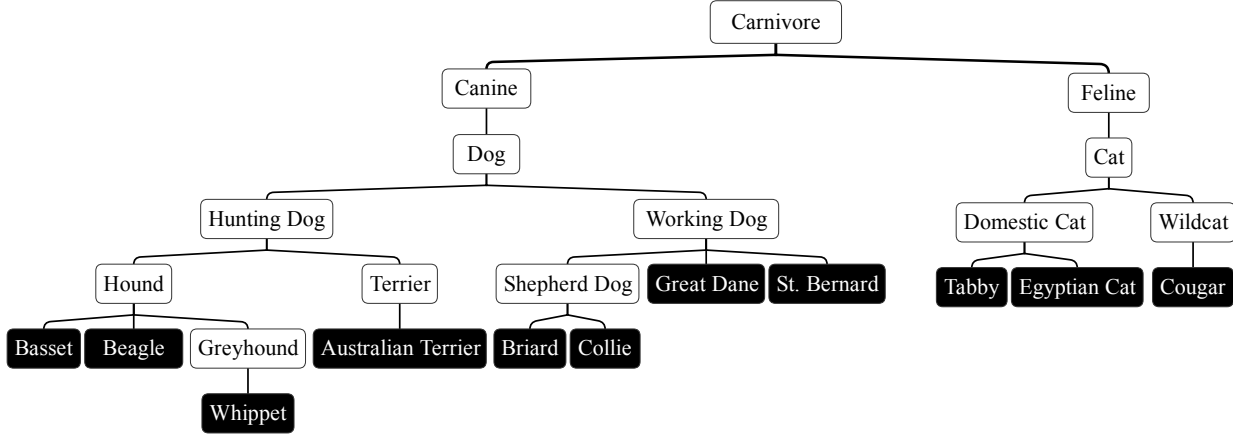 Carnivore
Canine
Feline
Dog
Cat
Hunting Dog
Working Dog
Domestic Cat
Wildcat
Hound
Terrier
Shepherd Dog
Great Dane
St. Bernard
Tabby
Egyptian Cat
Cougar
Basset
Beagle
Greyhound
Australian Terrier
Briard
Collie
Whippet